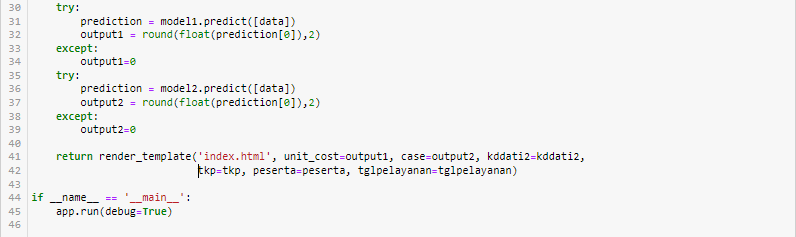 30 try:
31 prediction = model1.predict([data])
32 output1 = round(float(prediction[0]),2)
33 except:
34 output1=0
35 try:
36 prediction = model2.predict([data])
37 output2 = round(float(prediction[0]),2)
38 except:
39 output2=0
40
41 return render_template('index.html', unit_cost=output1, case=output2, kddati2=kddati2,
42 tkp=tkp, peserta=peserta, tglpelayanan=tglpelayanan)
43
44 if __name__ == '__main__':
45 app.run(debug=True)
46